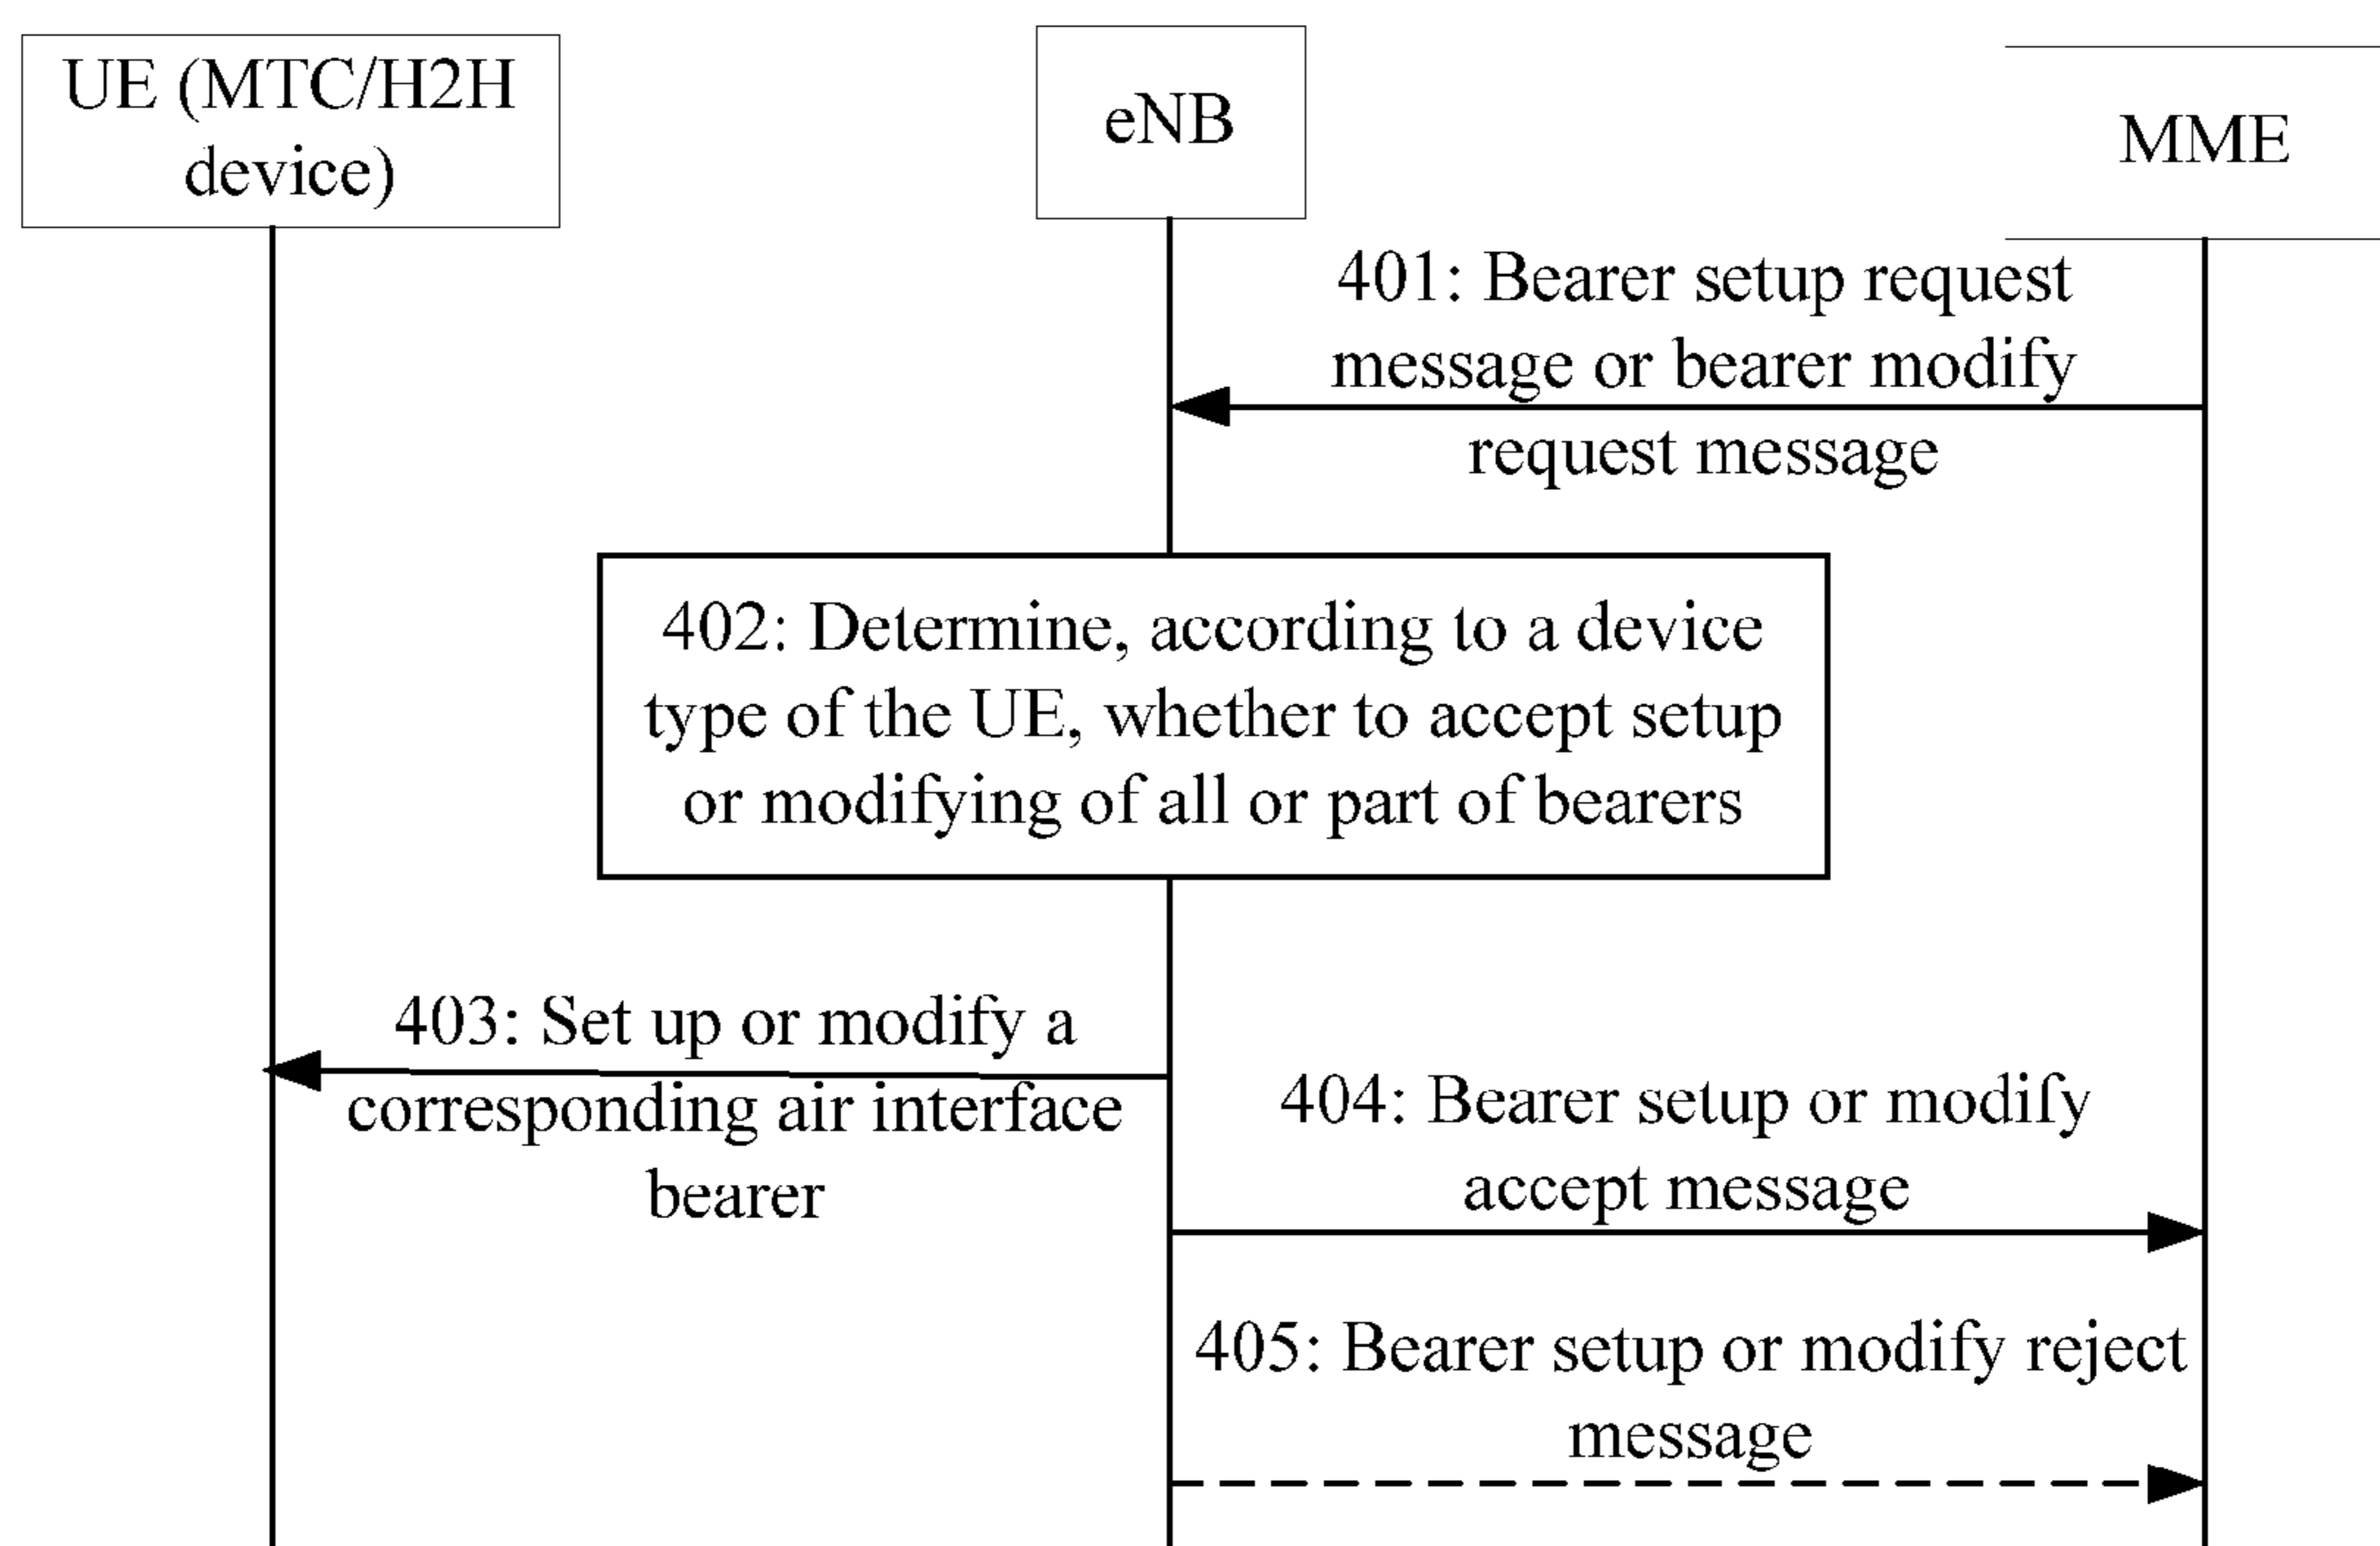 UE (MTC/H2H
device)
eNB
MME
401: Bearer setup request
message or bearer modify
request message
402: Determine, according to a device
type of the UE, whether to accept setup
or modifying of all or part of bearers
403: Set up or modify a
corresponding air interface
bearer
404: Bearer setup or modify
accept message
405: Bearer setup or modify reject
message